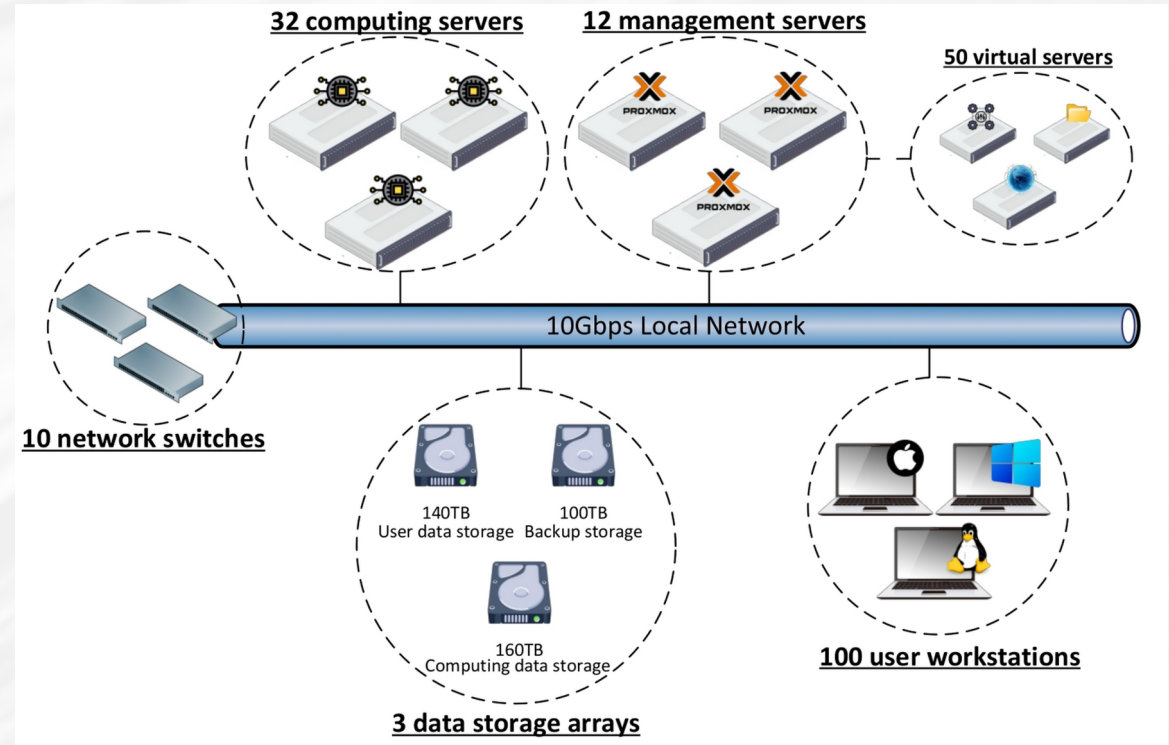 32 computing servers
12 management servers
50 virtual servers
PROXMOX
PROXMOX
PROXMOX
10Gbps Local Network
10 network switches
140TB
User data storage
100TB
Backup storage
160TB
Computing data storage
3 data storage arrays
100 user workstations